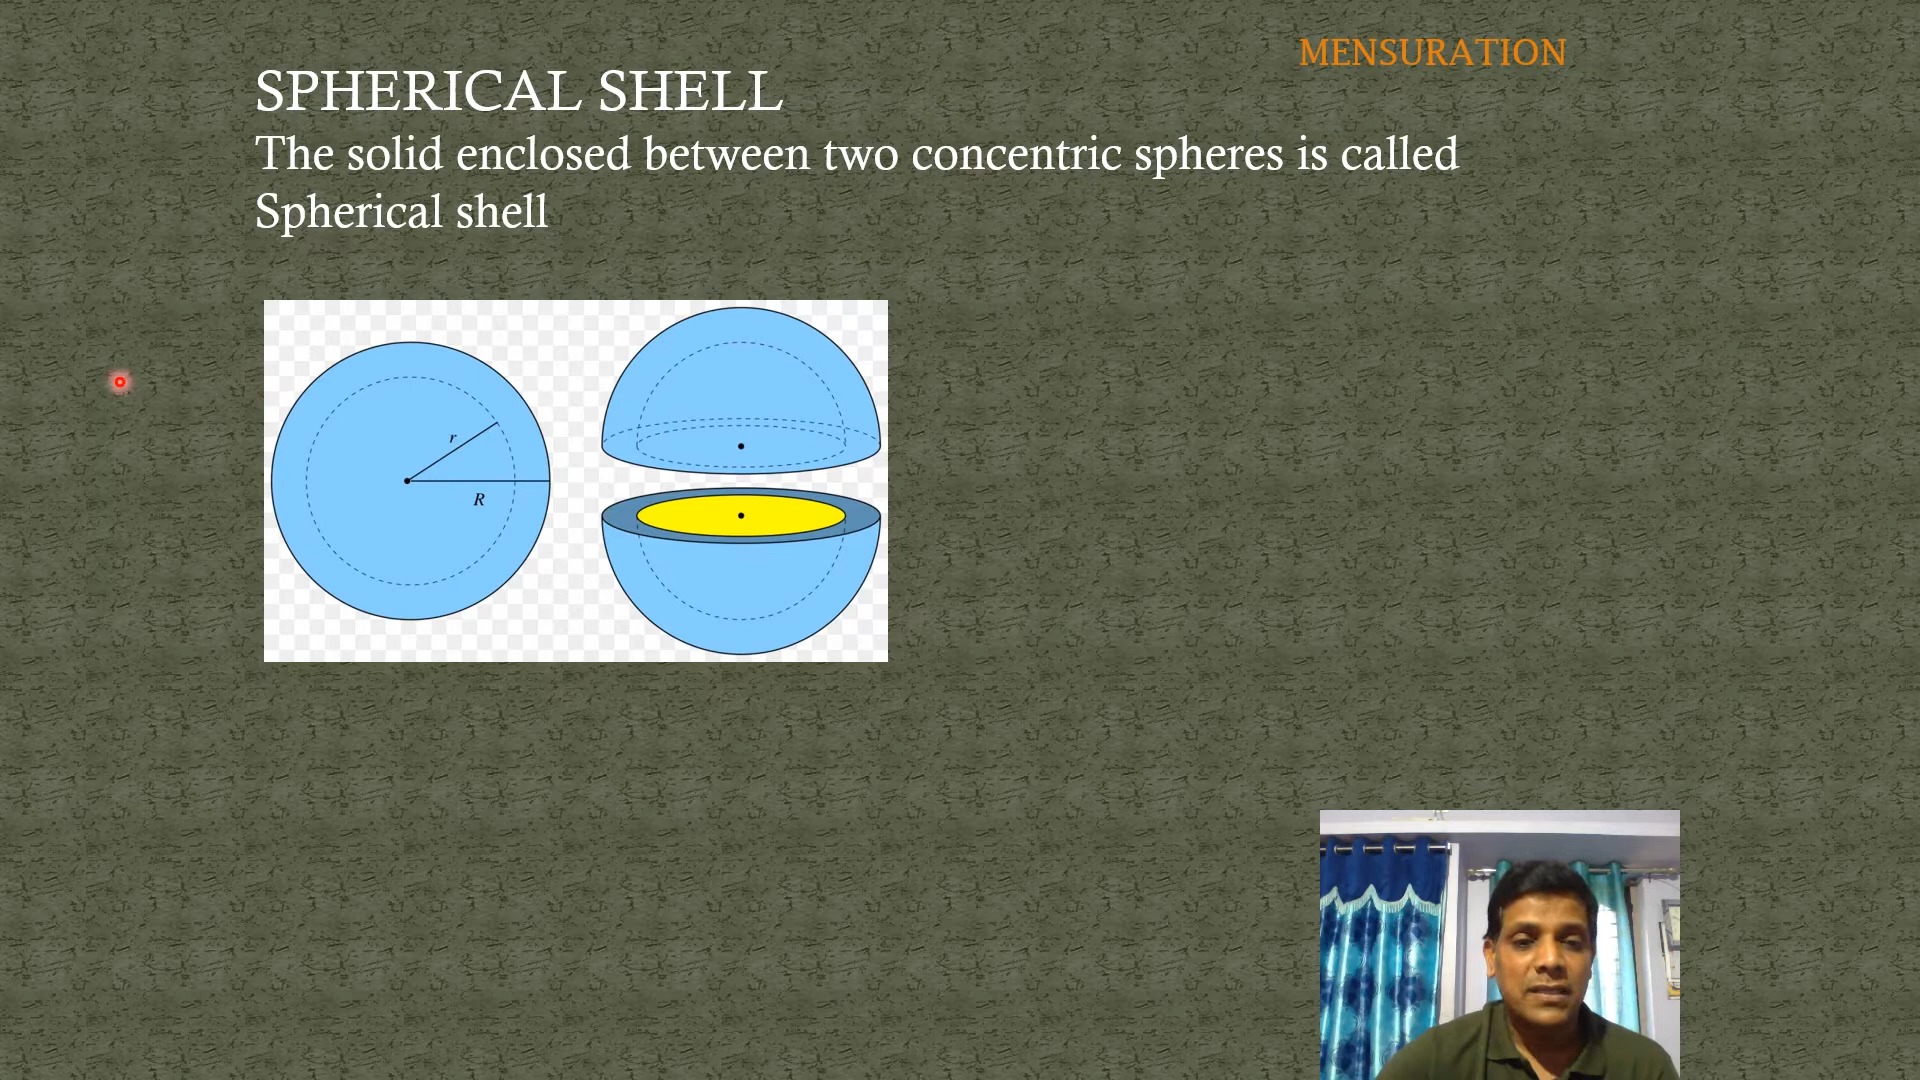 MENSURATION
SPHERICAL SHELL
The solid enclosed between two concentric spheres is called
Spherical shell
r
R